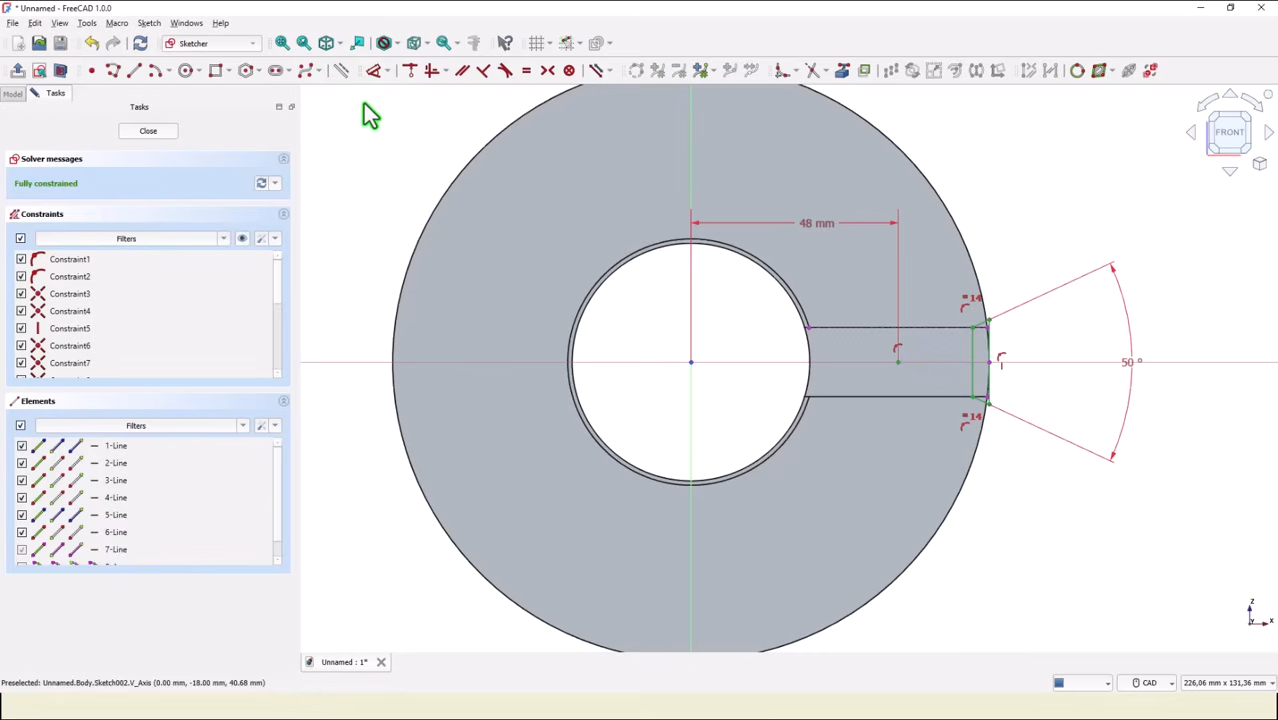 * Unnamed - FreeCAD 1.0.0
File Edit View Tools Macro Sketch Windows Help
Sketcher
Model Tasks
Tasks
Close
Solver messages
Fully constrained
Constraints
Filters
Constraint1
Constraint2
Constraint3
Constraint4
Constraint5
Constraint6
Constraint7
Elements
Filters
1-Line
2-Line
3-Line
4-Line
5-Line
6-Line
7-Line
FRONT
48 mm
14
50 °
14
Z
Y
X
Unnamed : 1*
Preselected: Unnamed.Body.Sketch002.V_Axis (0.00 mm, -18.00 mm, 40.68 mm)
CAD
226,06 mm x 131,36 mm